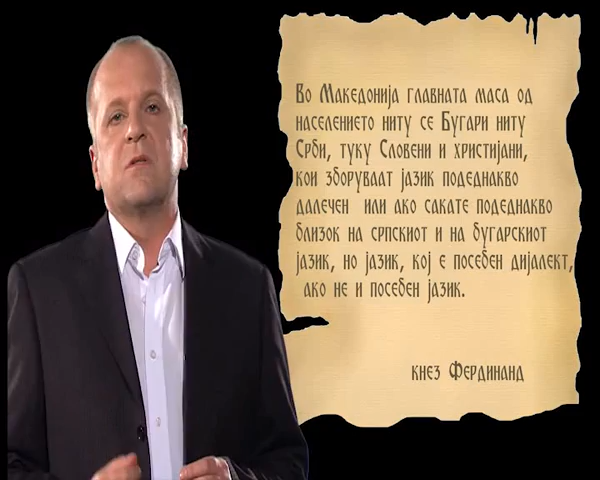 Во Македонија главната маса од
населението ниту се Бугари ниту
Срби, туку Словени и христијани,
кои зборуваат јазик подеднакво
далечен или ако сакате подеднакво
близок на српскиот и на бугарскиот
јазик, но јазик, кој е посебен дијалект,
ако не и посебен јазик.
кнез Фердинанд